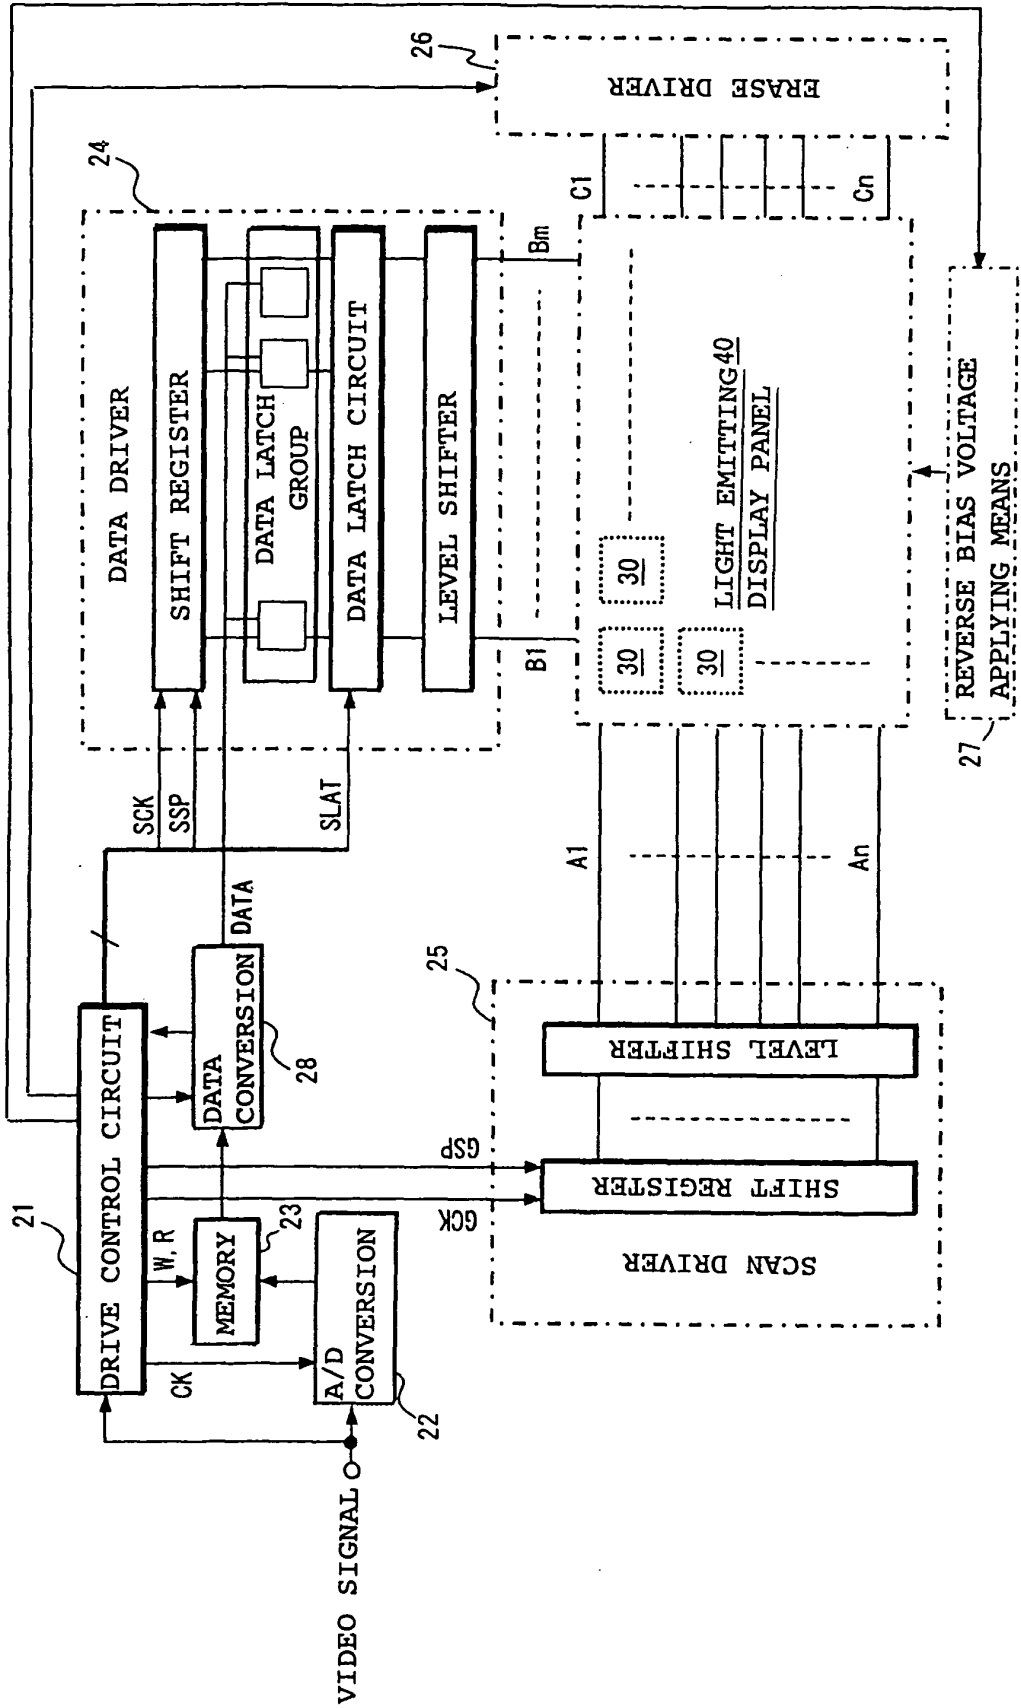 VIDEO SIGNAL
21
DRIVE CONTROL CIRCUIT
CK
W,R
A/D
CONVERSION
22
MEMORY
23
DATA
CONVERSION
28
DATA
GCK
GSP
SCK
SSP
SLAT
24
DATA DRIVER
SHIFT REGISTER
DATA LATCH
GROUP
DATA LATCH CIRCUIT
LEVEL SHIFTER
B1
Bm
25
SCAN DRIVER
SHIFT REGISTER
LEVEL SHIFTER
A1
An
30
30
30
LIGHT EMITTING 40
DISPLAY PANEL
C1
Cn
26
ERASE DRIVER
27
REVERSE BIAS VOLTAGE
APPLYING MEANS